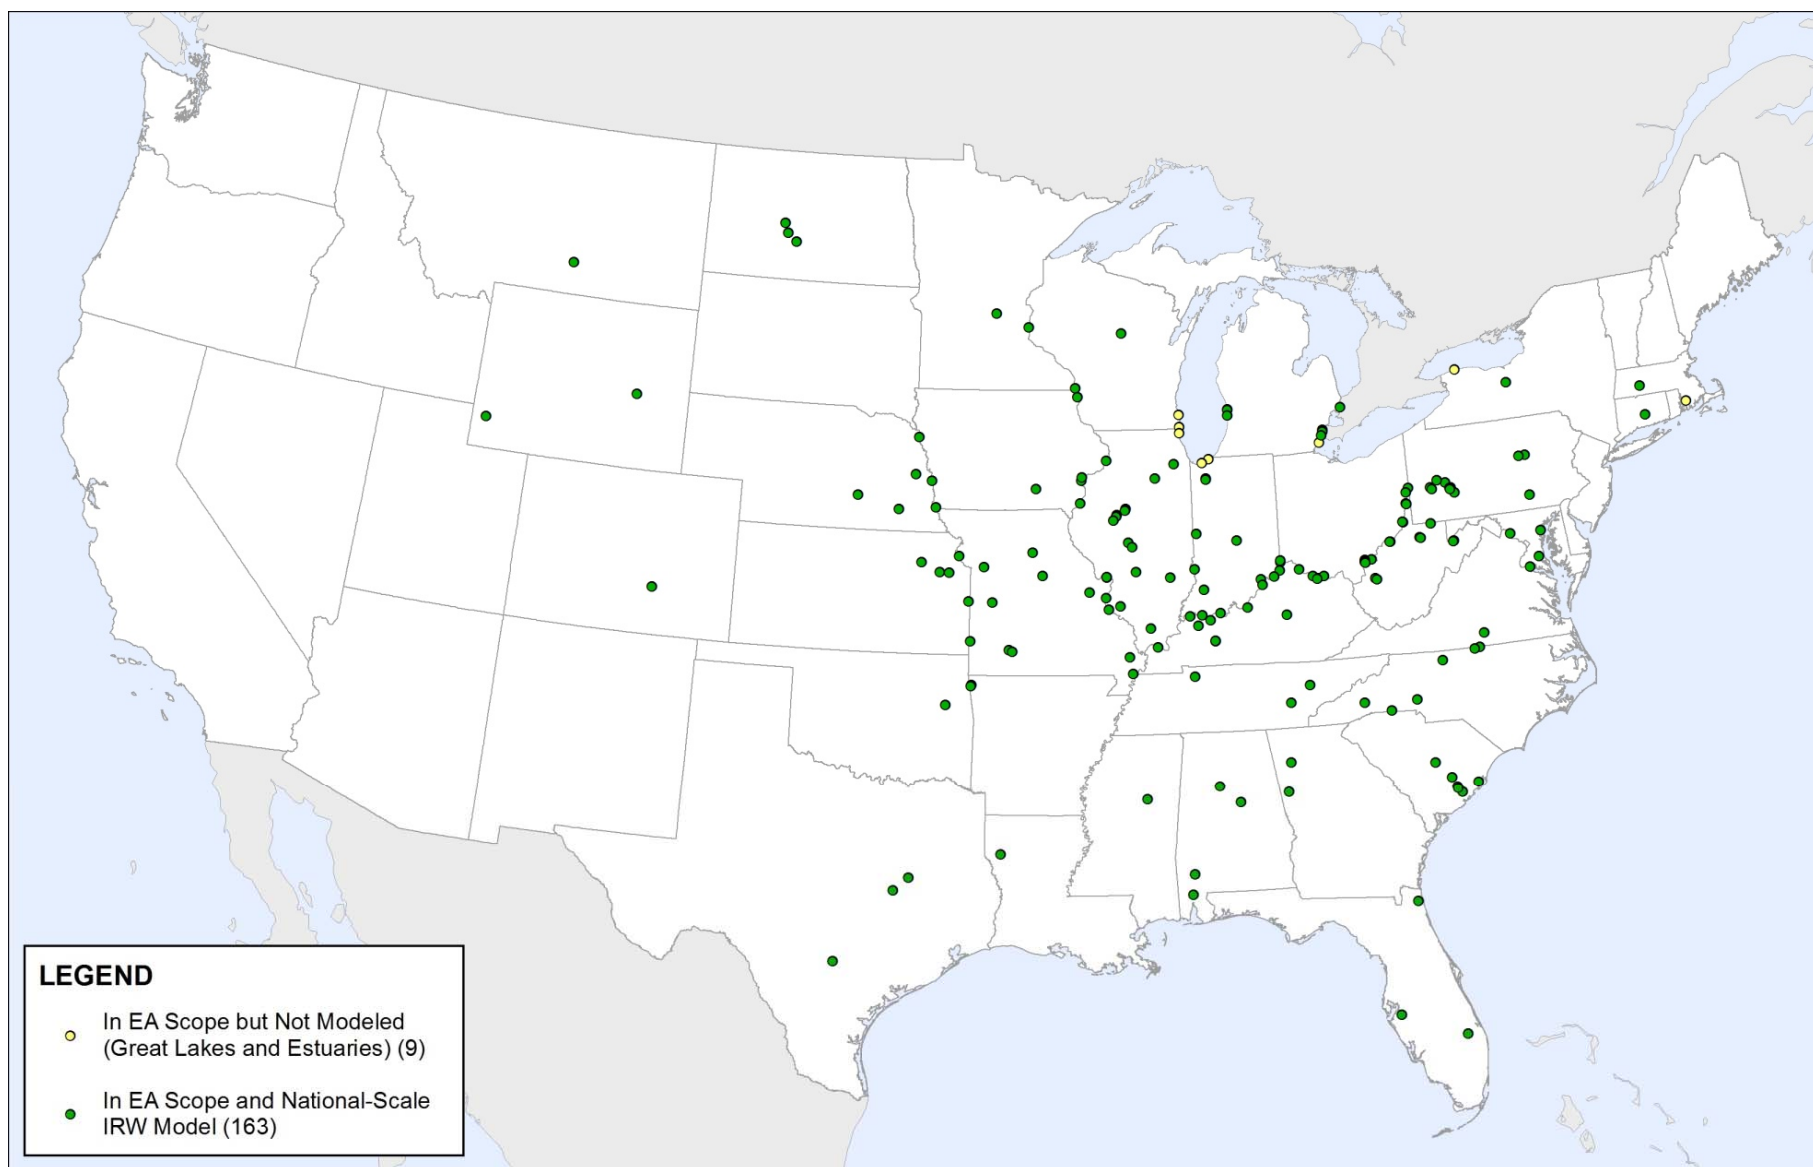 LEGEND
In EA Scope but Not Modeled
(Great Lakes and Estuaries) (9)
In EA Scope and National-Scale
IRW Model (163)